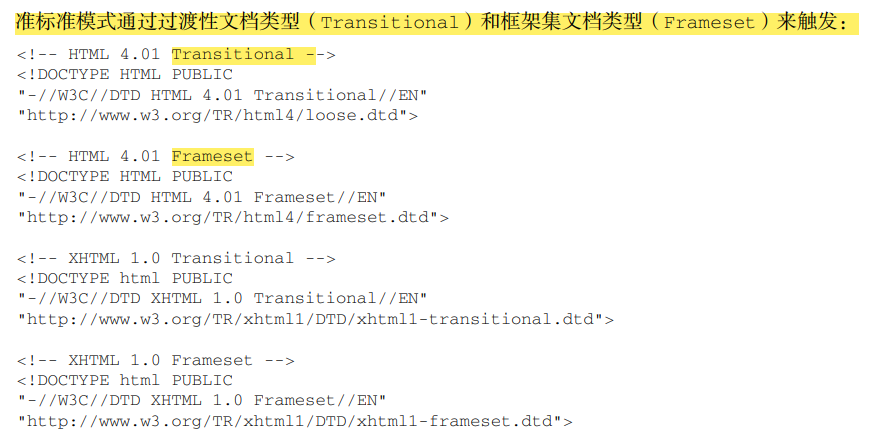 准标准模式通过过渡性文档类型（Transitional）和框架集文档类型（Frameset）来触发：
<!-- HTML 4.01 Transitional -->
<!DOCTYPE HTML PUBLIC
"-//W3C//DTD HTML 4.01 Transitional//EN"
"http://www.w3.org/TR/html4/loose.dtd">
<!-- HTML 4.01 Frameset -->
<!DOCTYPE HTML PUBLIC
"-//W3C//DTD HTML 4.01 Frameset//EN"
"http://www.w3.org/TR/html4/frameset.dtd">
<!-- XHTML 1.0 Transitional -->
<!DOCTYPE html PUBLIC
"-//W3C//DTD XHTML 1.0 Transitional//EN"
"http://www.w3.org/TR/xhtml1/DTD/xhtml1-transitional.dtd">
<!-- XHTML 1.0 Frameset -->
<!DOCTYPE html PUBLIC
"-//W3C//DTD XHTML 1.0 Frameset//EN"
"http://www.w3.org/TR/xhtml1/DTD/xhtml1-frameset.dtd">